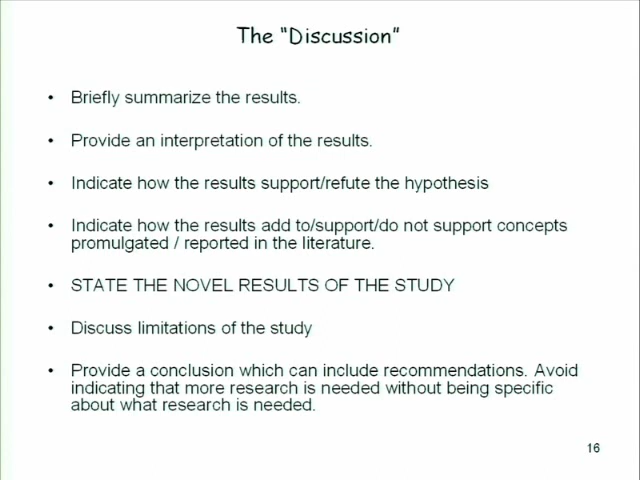 The “Discussion”
• Briefly summarize the results.
• Provide an interpretation of the results.
• Indicate how the results support/refute the hypothesis
• Indicate how the results add to/support/do not support concepts
promulgated / reported in the literature.
• STATE THE NOVEL RESULTS OF THE STUDY
• Discuss limitations of the study
• Provide a conclusion which can include recommendations. Avoid
indicating that more research is needed without being specific
about what research is needed.
16